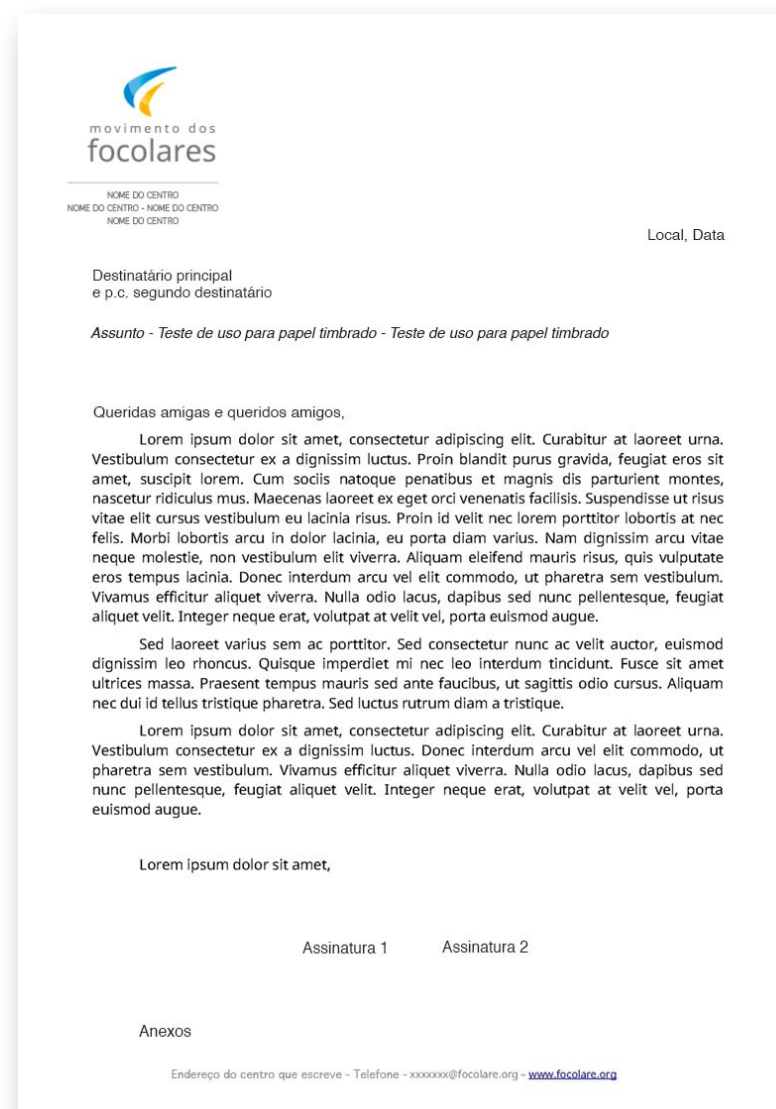 movimento dos
focolares
NOME DO CENTRO
NOME DO CENTRO - NOME DO CENTRO
NOME DO CENTRO
Local, Data
Destinatário principal
e p.c. segundo destinatário
Assunto - Teste de uso para papel timbrado - Teste de uso para papel timbrado
Queridas amigas e queridos amigos,
Lorem ipsum dolor sit amet, consectetur adipiscing elit. Curabitur at laoreet urna.
Vestibulum consectetur ex a dignissim luctus. Proin blandit purus gravida, feugiat eros sit
amet, suscipit lorem. Cum sociis natoque penatibus et magnis dis parturient montes,
nascetur ridiculus mus. Maecenas laoreet ex eget orci venenatis facilisis. Suspendisse ut risus
vitae elit cursus vestibulum eu lacinia risus. Proin id velit nec lorem porttitor lobortis at nec
felis. Morbi lobortis arcu in dolor lacinia, eu porta diam varius. Nam dignissim arcu vitae
neque molestie, non vestibulum elit viverra. Aliquam eleifend mauris risus, quis vulputate
eros tempus lacinia. Donec interdum arcu vel elit commodo, ut pharetra sem vestibulum.
Vivamus efficitur aliquet viverra. Nulla odio lacus, dapibus sed nunc pellentesque, feugiat
aliquet velit. Integer neque erat, volutpat at velit vel, porta euismod augue.
Sed laoreet varius sem ac porttitor. Sed consectetur nunc ac velit auctor, euismod
dignissim leo rhoncus. Quisque imperdiet mi nec leo interdum tincidunt. Fusce sit amet
ultrices massa. Praesent tempus mauris sed ante faucibus, ut sagittis odio cursus. Aliquam
nec dui id tellus tristique pharetra. Sed luctus rutrum diam a tristique.
Lorem ipsum dolor sit amet, consectetur adipiscing elit. Curabitur at laoreet urna.
Vestibulum consectetur ex a dignissim luctus. Donec interdum arcu vel elit commodo, ut
pharetra sem vestibulum. Vivamus efficitur aliquet viverra. Nulla odio lacus, dapibus sed
nunc pellentesque, feugiat aliquet velit. Integer neque erat, volutpat at velit vel, porta
euismod augue.
Lorem ipsum dolor sit amet,
Assinatura 1 Assinatura 2
Anexos
Endereço do centro que escreve - Telefone - xxxxxxx@focolare.org - www.focolare.org